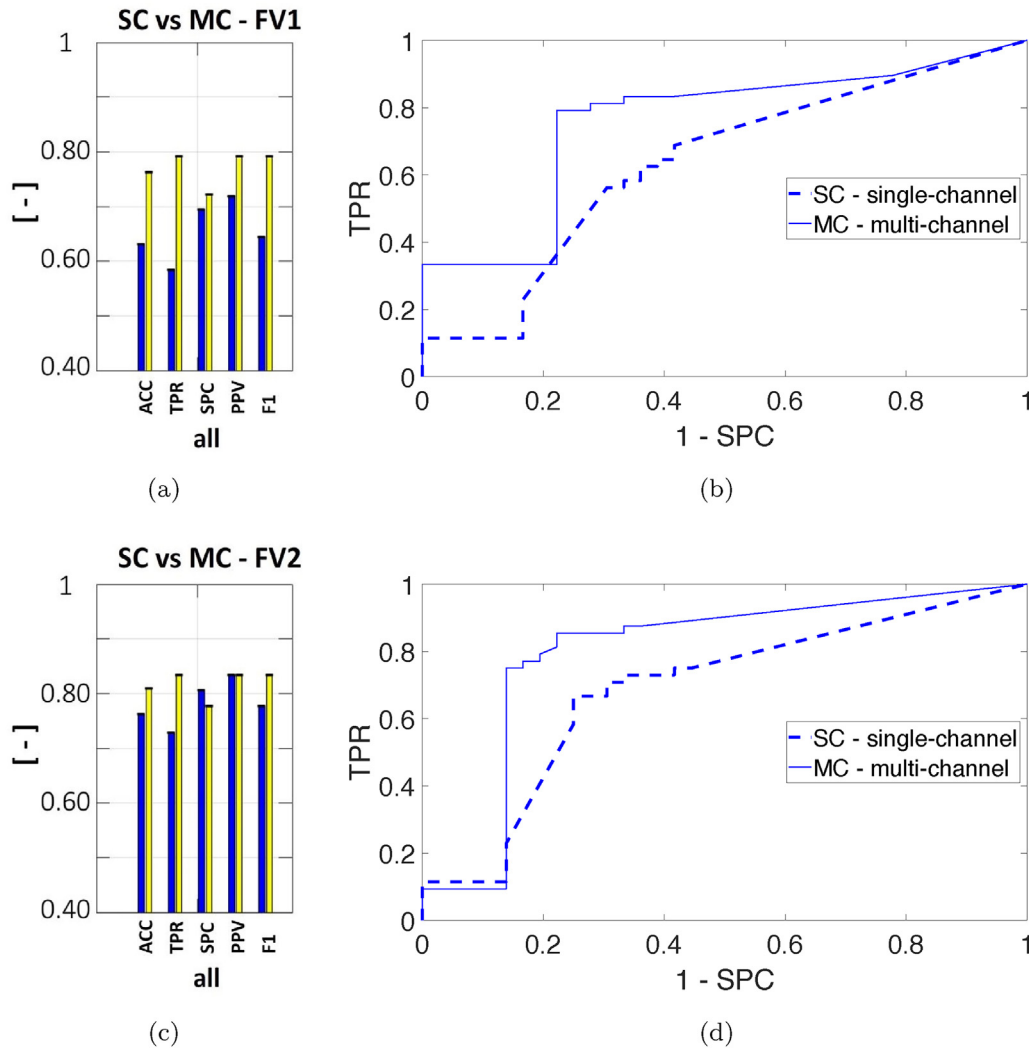 SC vs MC - FV1
1
0.80
0.60
0.40
[ - ]
ACC TPR SPC PPV F1
all
(a)
1
0.8
0.6
0.4
0.2
0
TPR
SC - single-channel
MC - multi-channel
0 0.2 0.4 0.6 0.8 1
1 - SPC
(b)
SC vs MC - FV2
1
0.80
0.60
0.40
[ - ]
ACC TPR SPC PPV F1
all
(c)
1
0.8
0.6
0.4
0.2
0
TPR
SC - single-channel
MC - multi-channel
0 0.2 0.4 0.6 0.8 1
1 - SPC
(d)